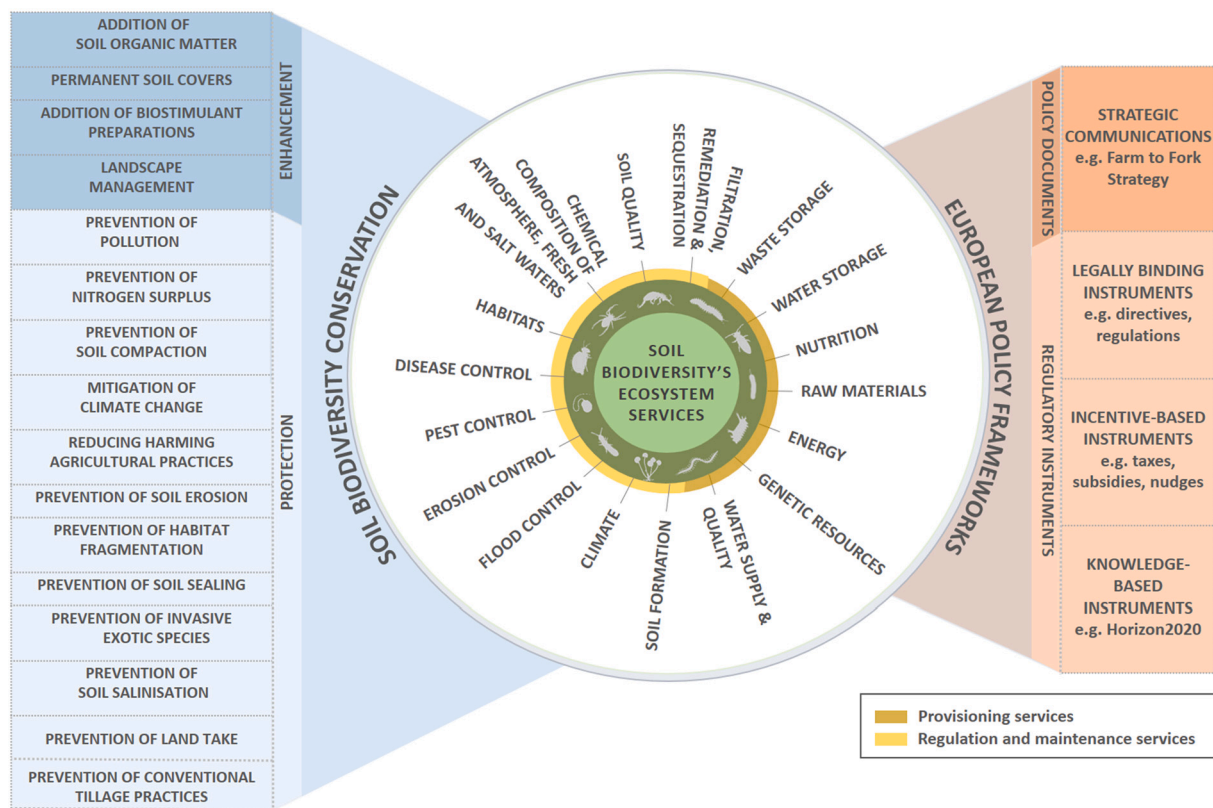 ADDITION OF
SOIL ORGANIC MATTER
PERMANENT SOIL COVERS
ADDITION OF BIOSTIMULANT
PREPARATIONS
LANDSCAPE
MANAGEMENT
ENHANCEMENT
PREVENTION OF
POLLUTION
PREVENTION OF
NITROGEN SURPLUS
PREVENTION OF
SOIL COMPACTION
MITIGATION OF
CLIMATE CHANGE
REDUCING HARMING
AGRICULTURAL PRACTICES
PREVENTION OF SOIL EROSION
PREVENTION OF HABITAT
FRAGMENTATION
PREVENTION OF SOIL SEALING
PREVENTION OF INVASIVE
EXOTIC SPECIES
PREVENTION OF
SOIL SALINISATION
PREVENTION OF LAND TAKE
PREVENTION OF CONVENTIONAL
TILLAGE PRACTICES
PROTECTION
SOIL BIODIVERSITY CONSERVATION
SOIL
BIODIVERSITY'S
ECOSYSTEM
SERVICES
FILTRATION,
REMEDIATION &
SEQUESTRATION
WASTE STORAGE
WATER STORAGE
NUTRITION
RAW MATERIALS
ENERGY
GENETIC RESOURCES
WATER SUPPLY &
QUALITY
SOIL FORMATION
CLIMATE
FLOOD CONTROL
EROSION CONTROL
PEST CONTROL
DISEASE CONTROL
HABITATS
CHEMICAL
COMPOSITION OF
ATMOSPHERE, FRESH
AND SALT WATERS
SOIL QUALITY
EUROPEAN POLICY FRAMEWORKS
POLICY DOCUMENTS
STRATEGIC
COMMUNICATIONS
e.g. Farm to Fork
Strategy
REGULATORY INSTRUMENTS
LEGALLY BINDING
INSTRUMENTS
e.g. directives,
regulations
INCENTIVE-BASED
INSTRUMENTS
e.g. taxes,
subsidies, nudges
KNOWLEDGE-
BASED
INSTRUMENTS
e.g. Horizon2020
Provisioning services
Regulation and maintenance services